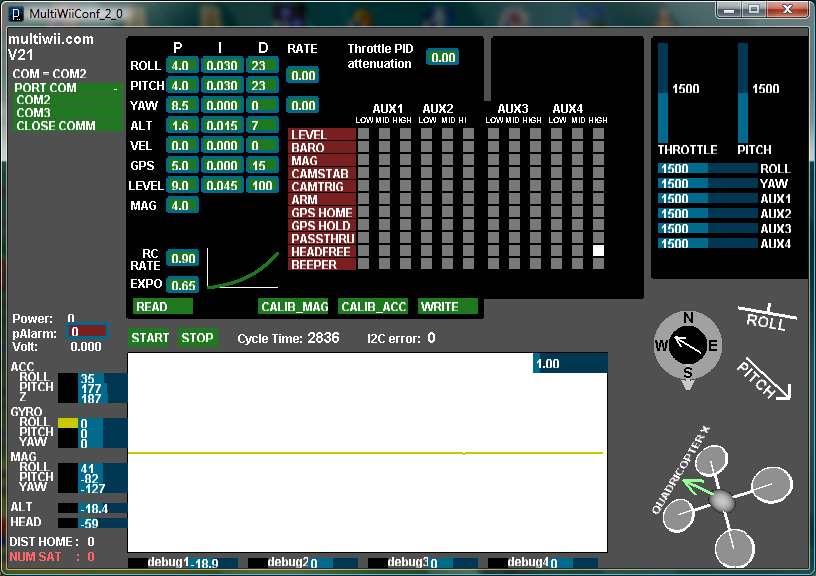 MultiWiiConf_2_0
multiwii.com
V21
COM = COM2
PORT COM -
COM2
COM3
CLOSE COMM
P I D RATE
ROLL 4.0 0.030 23
0.00
PITCH 4.0 0.030 23
YAW 8.5 0.000 0 0.00
ALT 1.6 0.015 7
VEL 0.0 0.000 0
GPS 5.0 0.000 15
LEVEL 9.0 0.045 100
MAG 4.0
RC RATE 0.90
EXPO 0.65
Throttle PID
attenuation 0.00
AUX1 AUX2 AUX3 AUX4
LOW MID HIGH LOW MID HI LOW MID HIGH LOW MID HIGH
LEVEL
BARO
MAG
CAMSTAB
CAMTRIG
ARM
GPS HOME
GPS HOLD
PASSTHRU
HEADFREE
BEEPER
READ CALIB_MAG CALIB_ACC WRITE
1500 1500
THROTTLE PITCH
1500 ROLL
1500 YAW
1500 AUX1
1500 AUX2
1500 AUX3
1500 AUX4
Power: 0
pAlarm: 0
Volt: 0.000
START STOP Cycle Time: 2836 I2C error: 0
1.00
ACC
ROLL 35
PITCH 177
Z 187
GYRO
ROLL 0
PITCH 0
YAW 0
MAG
ROLL 41
PITCH -82
YAW -127
ALT -18.4
HEAD -59
DIST HOME : 0
NUM SAT : 0
debug1 -18.9 debug2 0 debug3 0 debug4 0
N
W E
S
ROLL
PITCH
QUADRICOPTER X